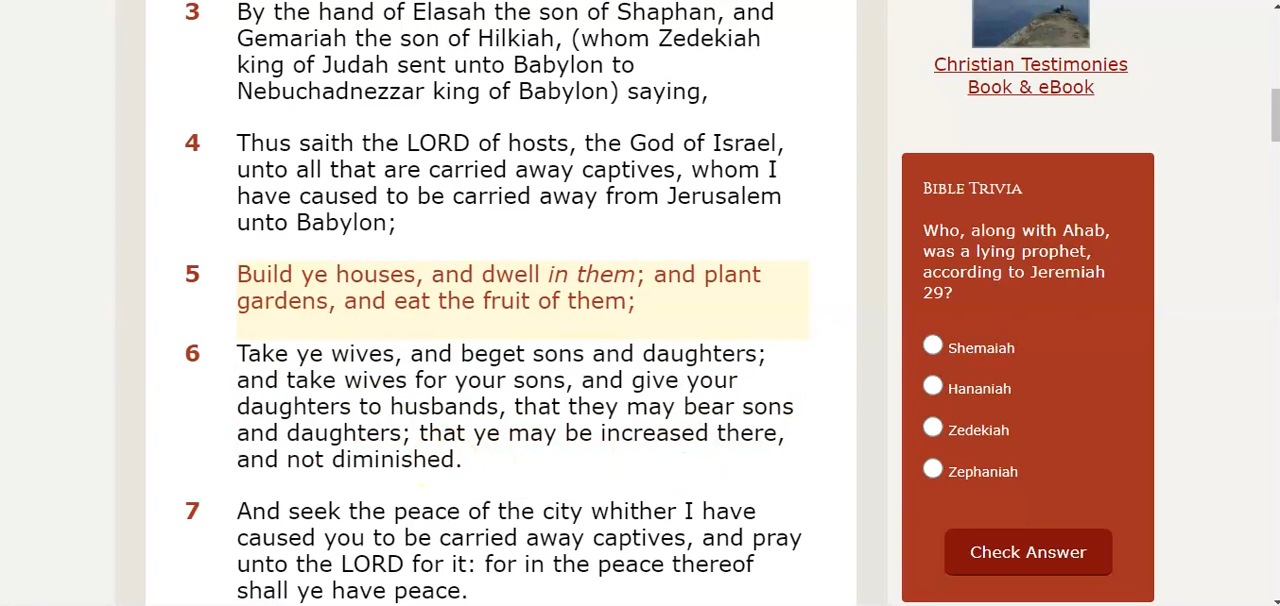 3 By the hand of Elasah the son of Shaphan, and
Gemariah the son of Hilkiah, (whom Zedekiah
king of Judah sent unto Babylon to
Nebuchadnezzar king of Babylon) saying,
4 Thus saith the LORD of hosts, the God of Israel,
unto all that are carried away captives, whom I
have caused to be carried away from Jerusalem
unto Babylon;
5 Build ye houses, and dwell in them; and plant
gardens, and eat the fruit of them;
6 Take ye wives, and beget sons and daughters;
and take wives for your sons, and give your
daughters to husbands, that they may bear sons
and daughters; that ye may be increased there,
and not diminished.
7 And seek the peace of the city whither I have
caused you to be carried away captives, and pray
unto the LORD for it: for in the peace thereof
shall ye have peace.
Christian Testimonies
Book & eBook
BIBLE TRIVIA
Who, along with Ahab,
was a lying prophet,
according to Jeremiah
29?
Shemaiah
Hananiah
Zedekiah
Zephaniah
Check Answer